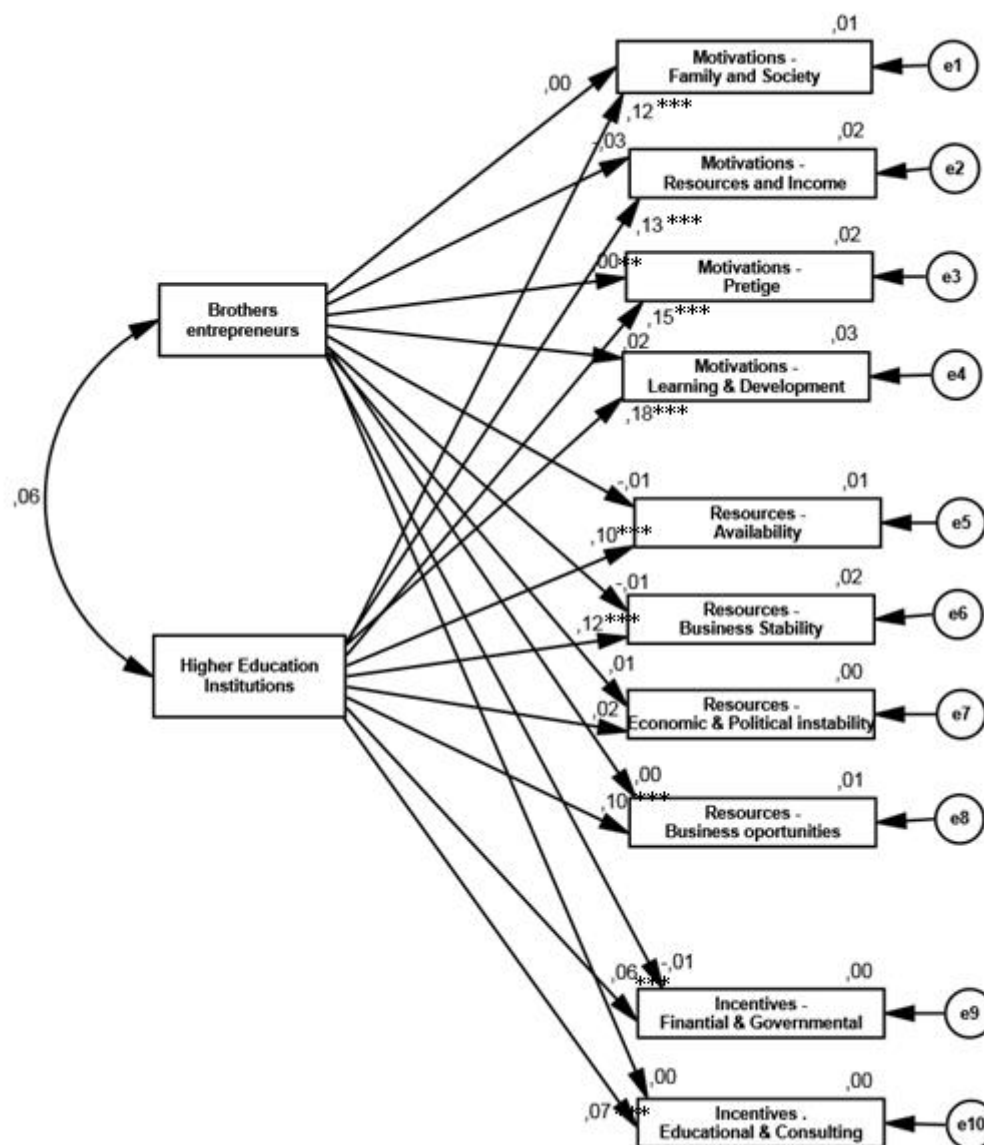 ,01
Motivations -
Family and Society
e1
,00
,12 ***
-,03
,02
Motivations -
Resources and Income
e2
,13 ***
,02
,00**
Motivations -
Pretige
e3
Brothers
entrepreneurs
,15***
,02
,03
Motivations -
Learning & Development
e4
,18***
,06
-,01
,01
Resources -
Availability
e5
,10***
-,01
,02
Resources -
Business Stability
e6
,12***
Higher Education
Institutions
,01
,00
Resources -
Economic & Political instability
e7
,02
,00
,01
,10 ***
Resources -
Business oportunities
e8
-,01
,00
,06***
Incentives -
Finantial & Governmental
e9
,00
,00
,07***
Incentives .
Educational & Consulting
e10